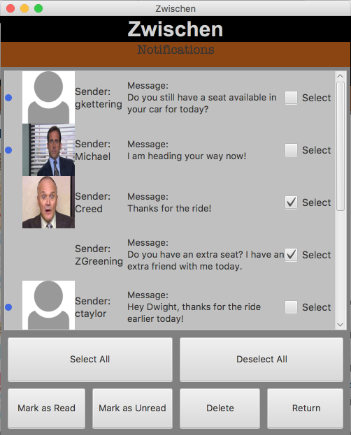 Zwischen
Zwischen
Notifications
Sender:
gkettering
Message:
Do you still have a seat available in
your car for today?
Select
Sender:
Michael
Message:
I am heading your way now!
Select
Sender:
Creed
Message:
Thanks for the ride!
Select
Sender:
ZGreening
Message:
Do you have an extra seat? I have an
extra friend with me today.
Select
Sender:
ctaylor
Message:
Hey Dwight, thanks for the ride
earlier today!
Select
Select All
Deselect All
Mark as Read
Mark as Unread
Delete
Return